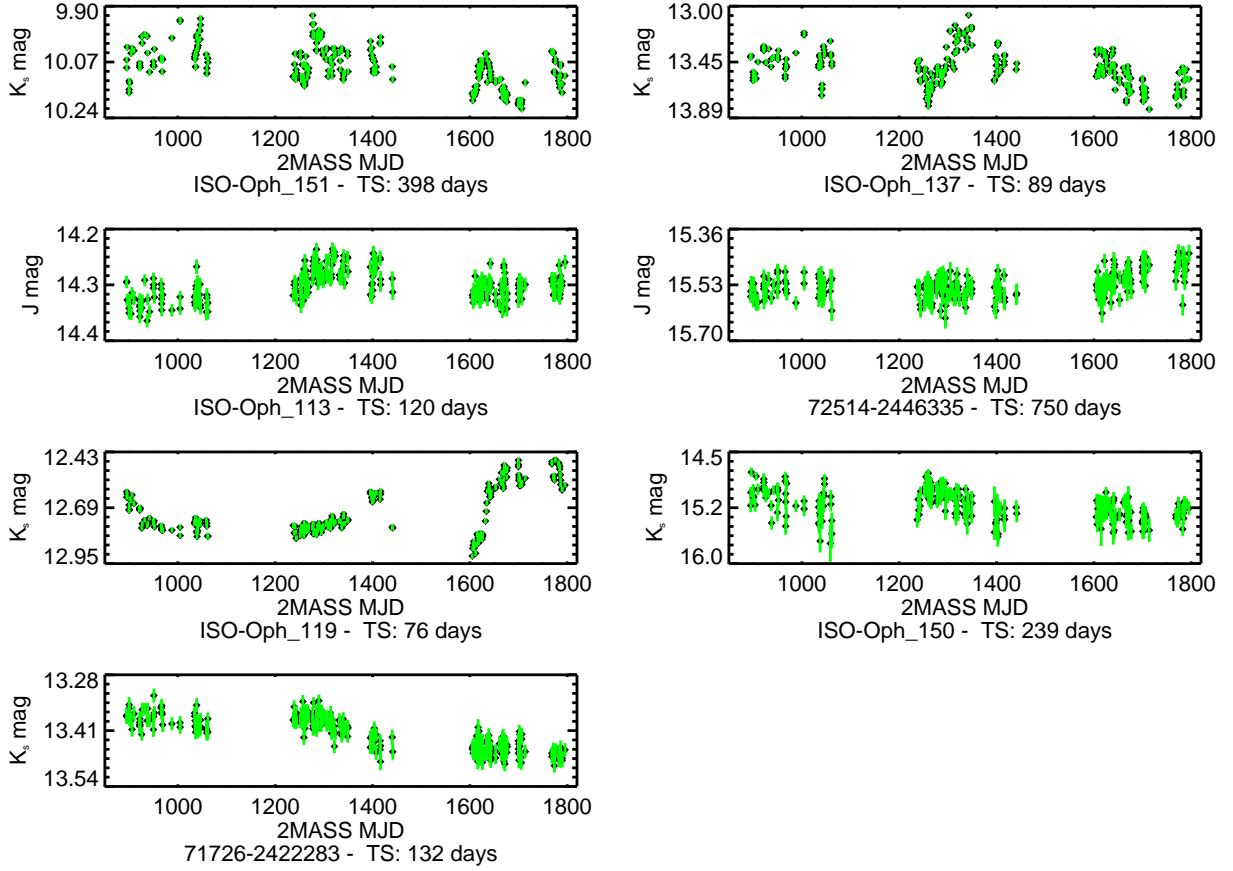 9.90
10.07
10.24
K_s mag
1000 1200 1400 1600 1800
2MASS MJD
ISO-Oph_151 - TS: 398 days
13.00
13.45
13.89
K_s mag
1000 1200 1400 1600 1800
2MASS MJD
ISO-Oph_137 - TS: 89 days
14.2
14.3
14.4
J mag
1000 1200 1400 1600 1800
2MASS MJD
ISO-Oph_113 - TS: 120 days
15.36
15.53
15.70
J mag
1000 1200 1400 1600 1800
2MASS MJD
72514-2446335 - TS: 750 days
12.43
12.69
12.95
K_s mag
1000 1200 1400 1600 1800
2MASS MJD
ISO-Oph_119 - TS: 76 days
14.5
15.2
16.0
K_s mag
1000 1200 1400 1600 1800
2MASS MJD
ISO-Oph_150 - TS: 239 days
13.28
13.41
13.54
K_s mag
1000 1200 1400 1600 1800
2MASS MJD
71726-2422283 - TS: 132 days